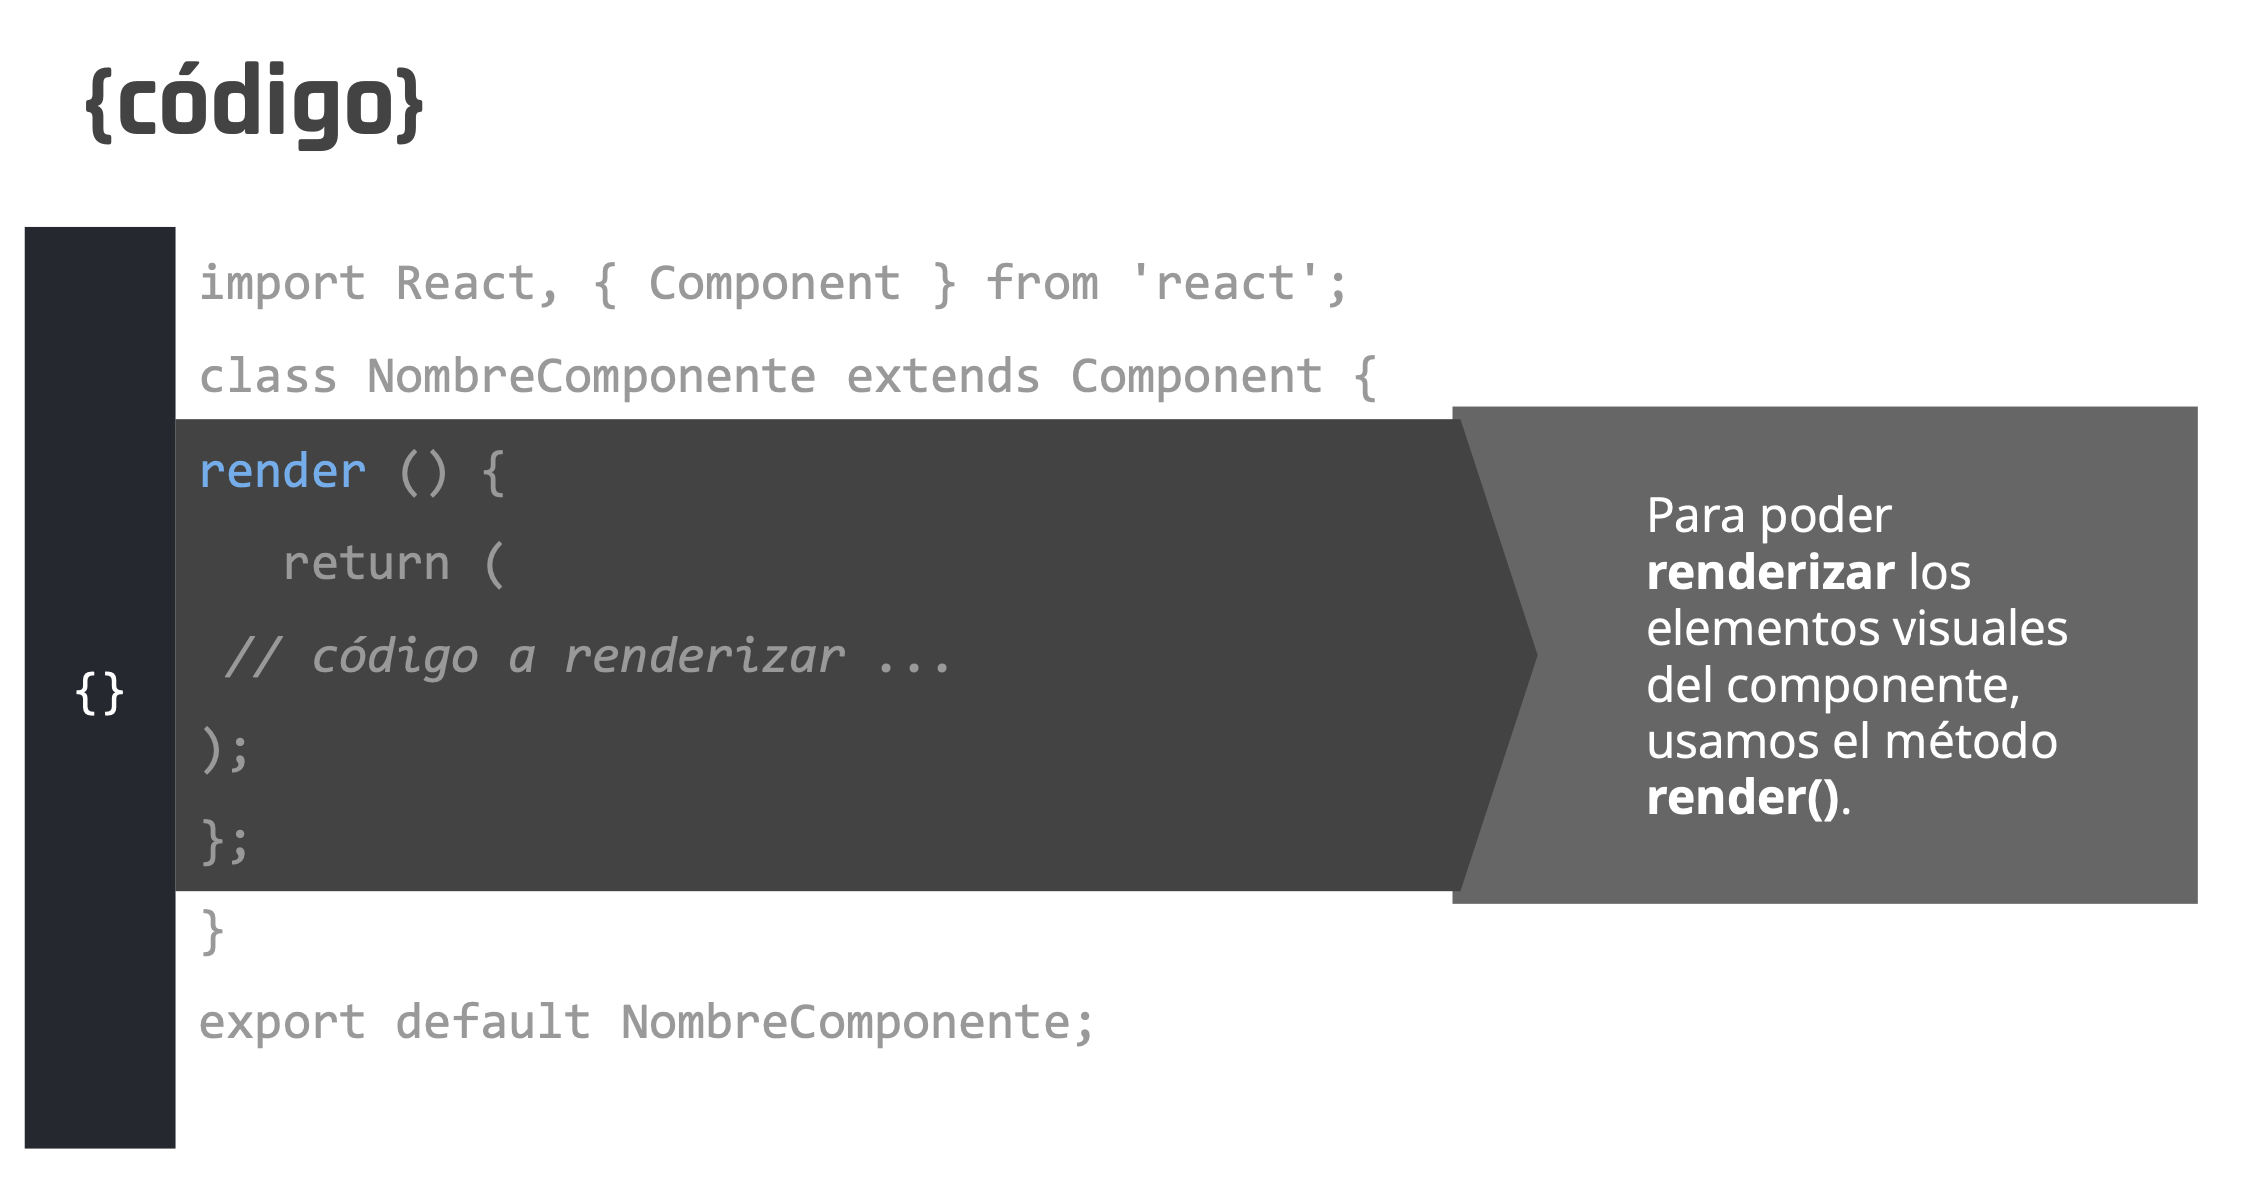 {código}
import React, { Component } from 'react';
class NombreComponente extends Component {
render () {
return (
// código a renderizar ...
);
};
}
export default NombreComponente;
{}
Para poder
renderizar los
elementos visuales
del componente,
usamos el método
render().